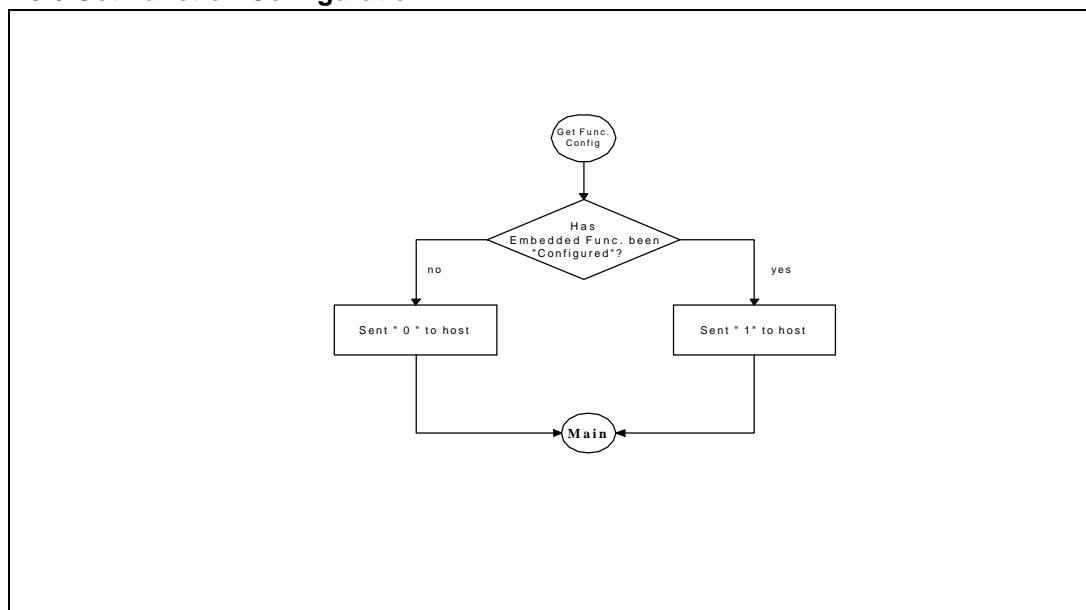 Get Func.
Config
Has
Embedded Func. been
"Configured"?
no
yes
Sent " 0 " to host
Sent " 1" to host
Main